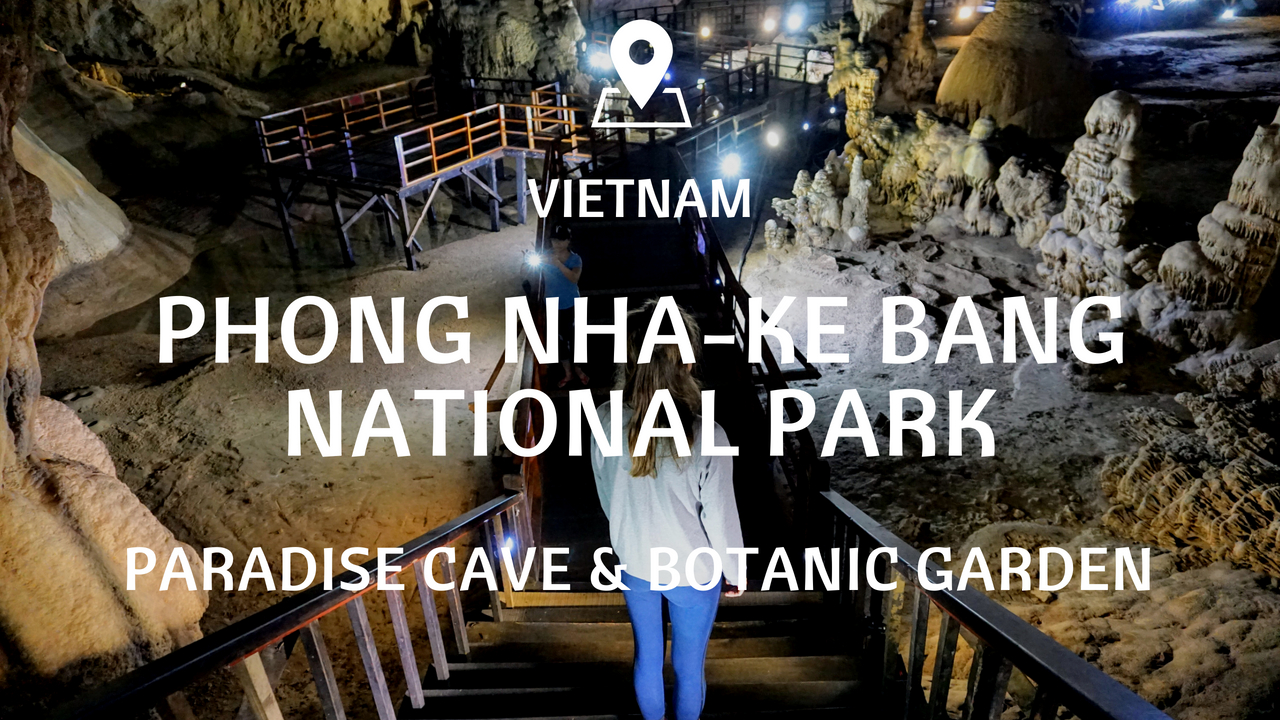 VIETNAM
PHONG NHA-KE BANG
NATIONAL PARK
PARADISE CAVE & BOTANIC GARDEN